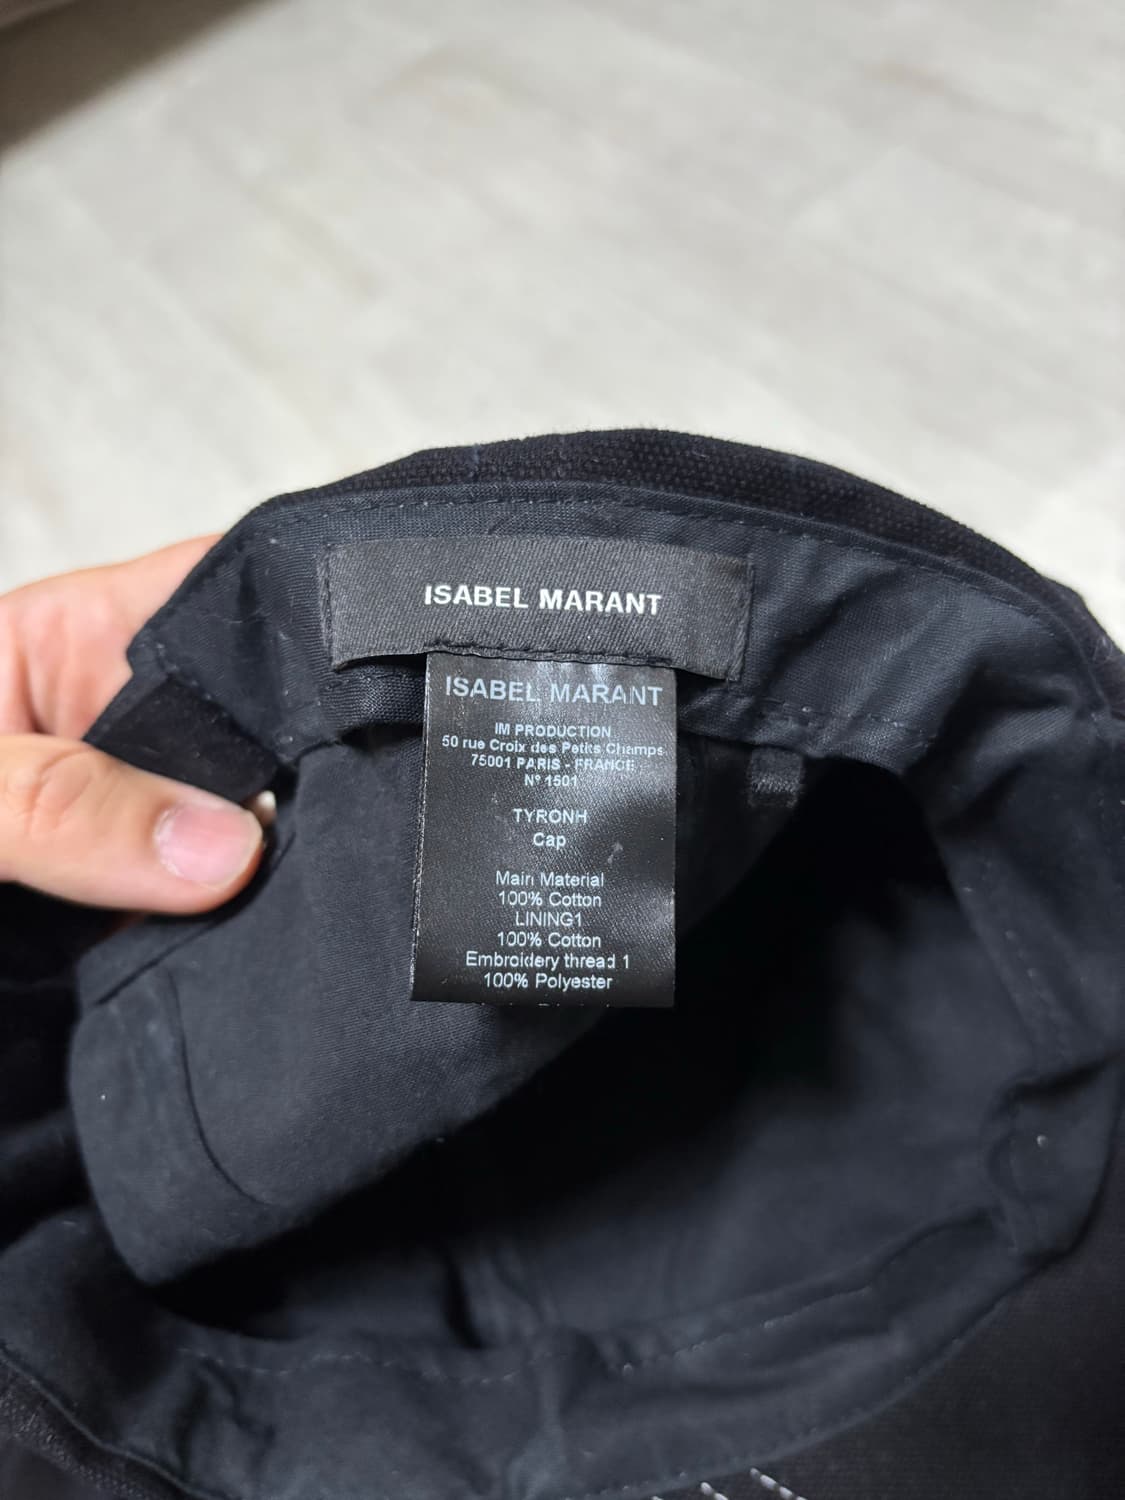 ISABEL MARANT
ISABEL MARANT
IM PRODUCTION
50 rue Croix des Petits Champs
75001 PARIS - FRANCE
N° 1501
TYRONH
Cap
Main Material
100% Cotton
LINING1
100% Cotton
Embroidery thread 1
100% Polyester